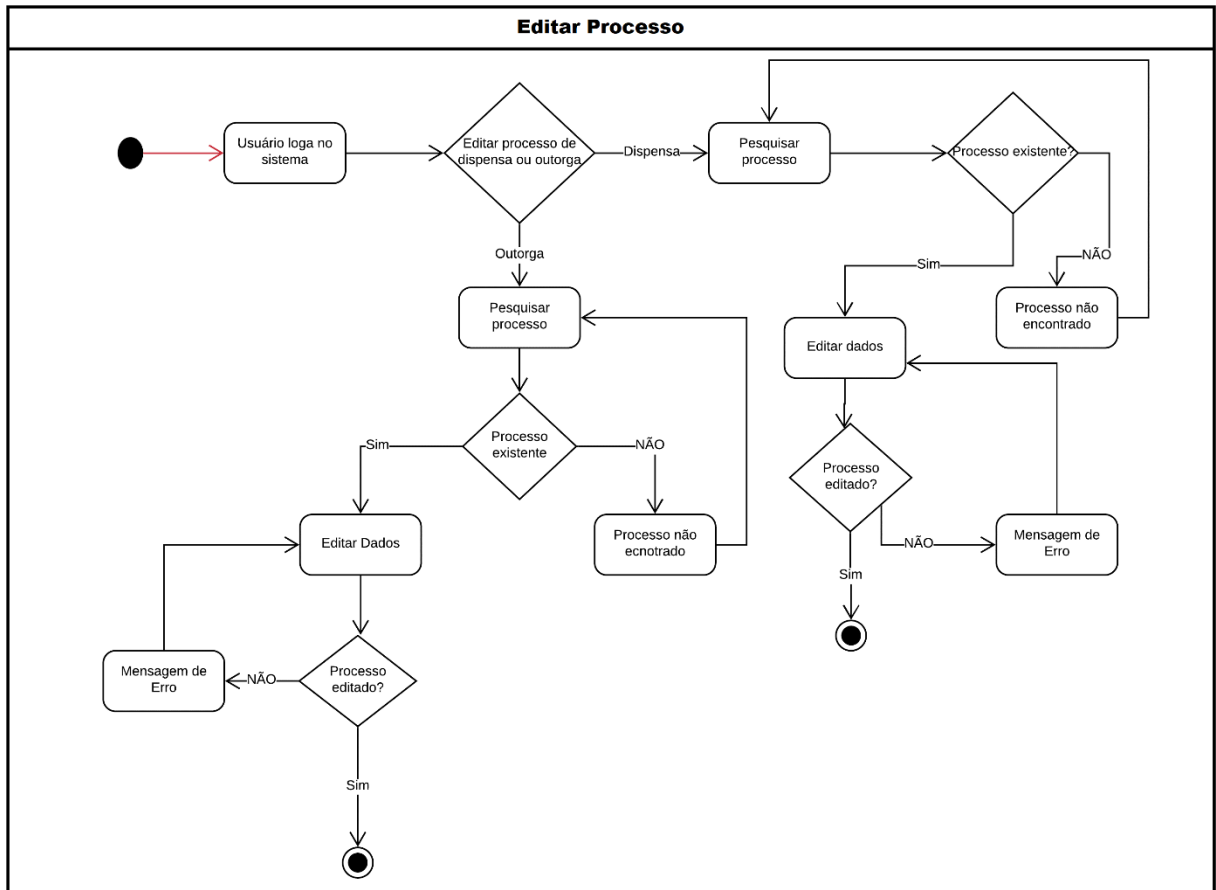 Editar Processo
Usuário loga no
sistema
Editar processo de
dispensa ou outorga
Dispensa
Pesquisar
processo
Processo existente?
NÃO
Processo não
encontrado
Sim
Editar dados
Processo
editado?
NÃO
Mensagem de
Erro
Sim
Outorga
Pesquisar
processo
Processo
existente
Sim
NÃO
Processo não
ecnotrado
Editar Dados
Processo
editado?
NÃO
Mensagem de
Erro
Sim